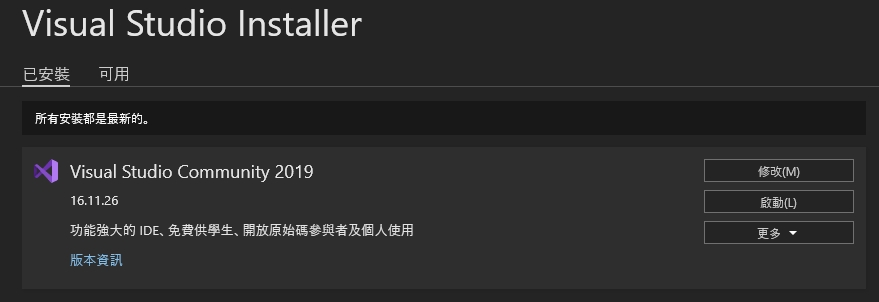 Visual Studio Installer
已安裝 可用
所有安裝都是最新的。
Visual Studio Community 2019
修改(M)
16.11.26
啟動(L)
功能強大的 IDE、免費供學生、開放原始碼參與者及個人使用
更多
版本資訊